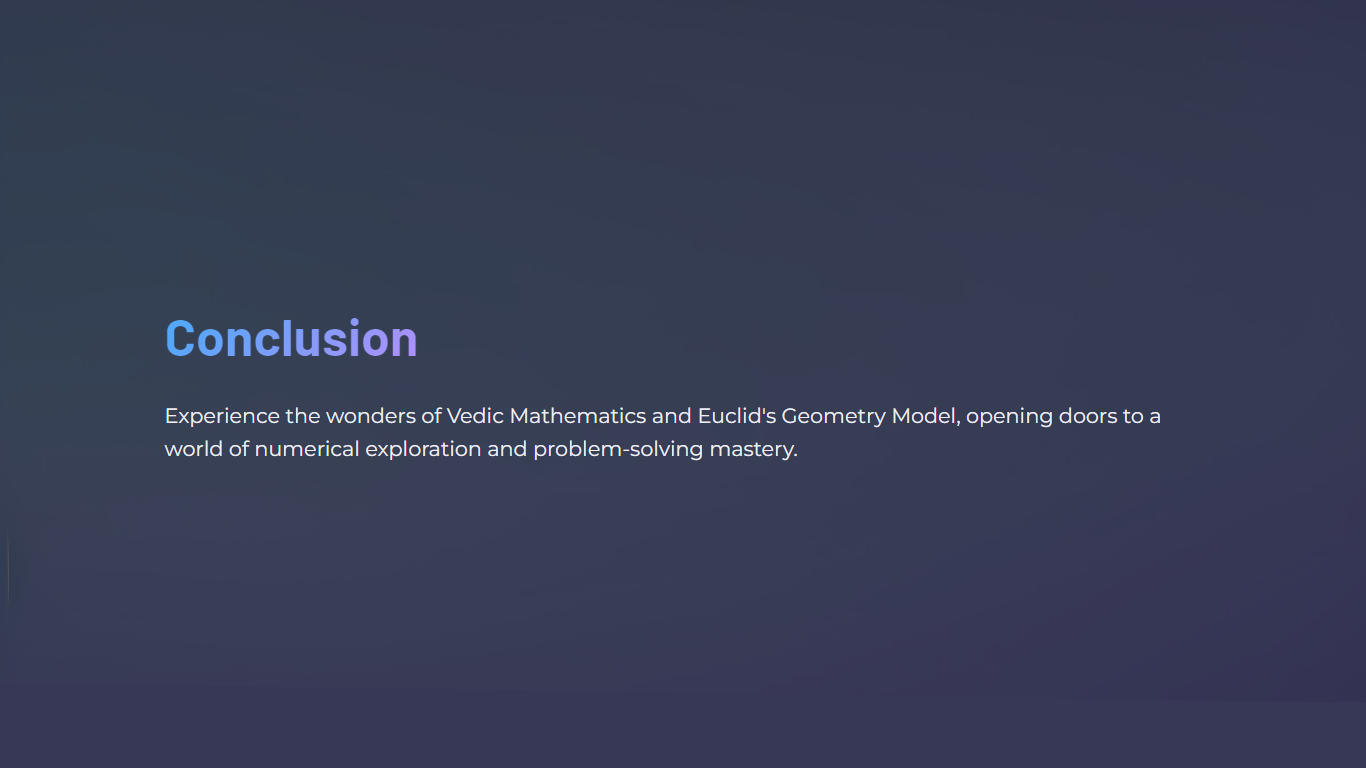 Conclusion
Experience the wonders of Vedic Mathematics and Euclid's Geometry Model, opening doors to a
world of numerical exploration and problem-solving mastery.